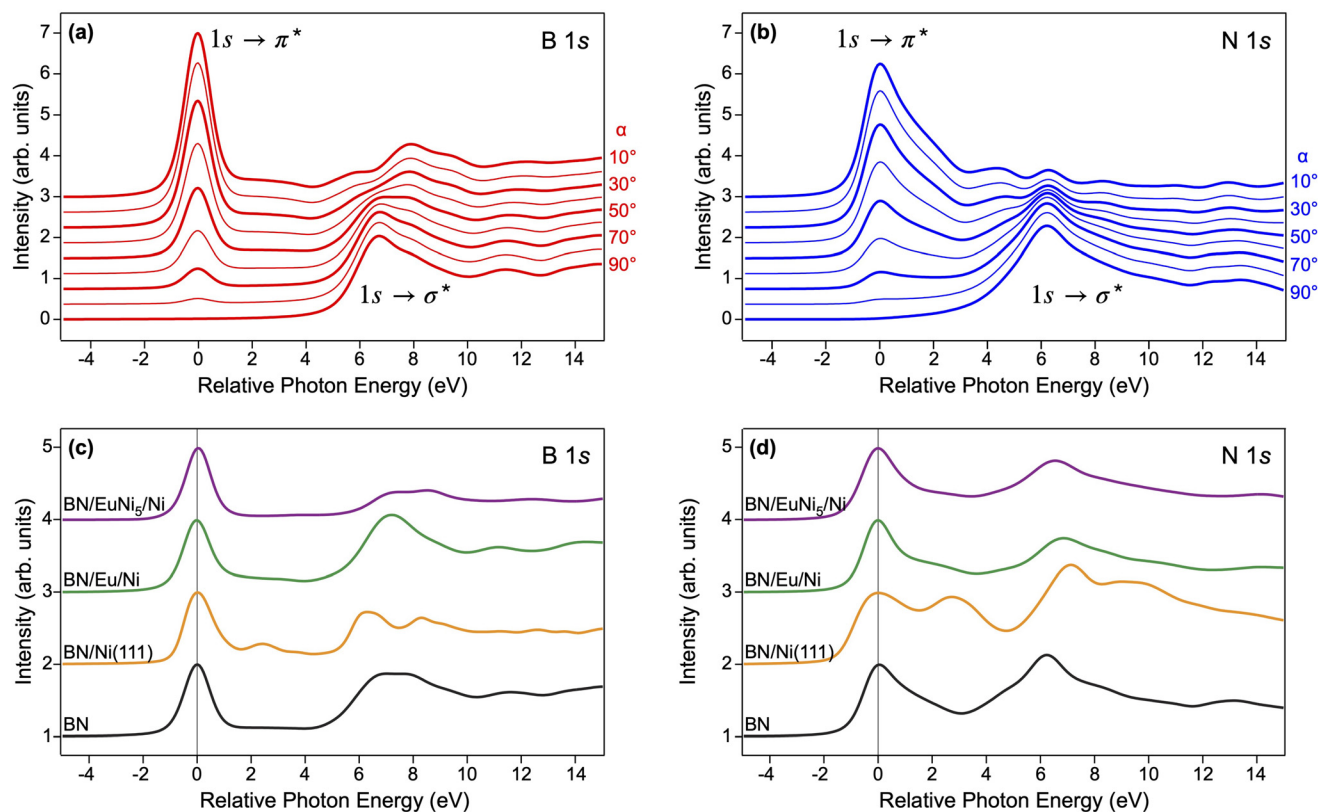 (a)
1s → π*
B 1s
7
6
5
4
3
2
1
0
Intensity (arb. units)
α
10°
30°
50°
70°
90°
1s → σ*
-4 -2 0 2 4 6 8 10 12 14
Relative Photon Energy (eV)
(b)
1s → π*
N 1s
7
6
5
4
3
2
1
0
Intensity (arb. units)
α
10°
30°
50°
70°
90°
1s → σ*
-4 -2 0 2 4 6 8 10 12 14
Relative Photon Energy (eV)
(c)
B 1s
5
4
3
2
1
Intensity (arb. units)
BN/EuNi₅/Ni
BN/Eu/Ni
BN/Ni(111)
BN
-4 -2 0 2 4 6 8 10 12 14
Relative Photon Energy (eV)
(d)
N 1s
5
4
3
2
1
Intensity (arb. units)
BN/EuNi₅/Ni
BN/Eu/Ni
BN/Ni(111)
BN
-4 -2 0 2 4 6 8 10 12 14
Relative Photon Energy (eV)